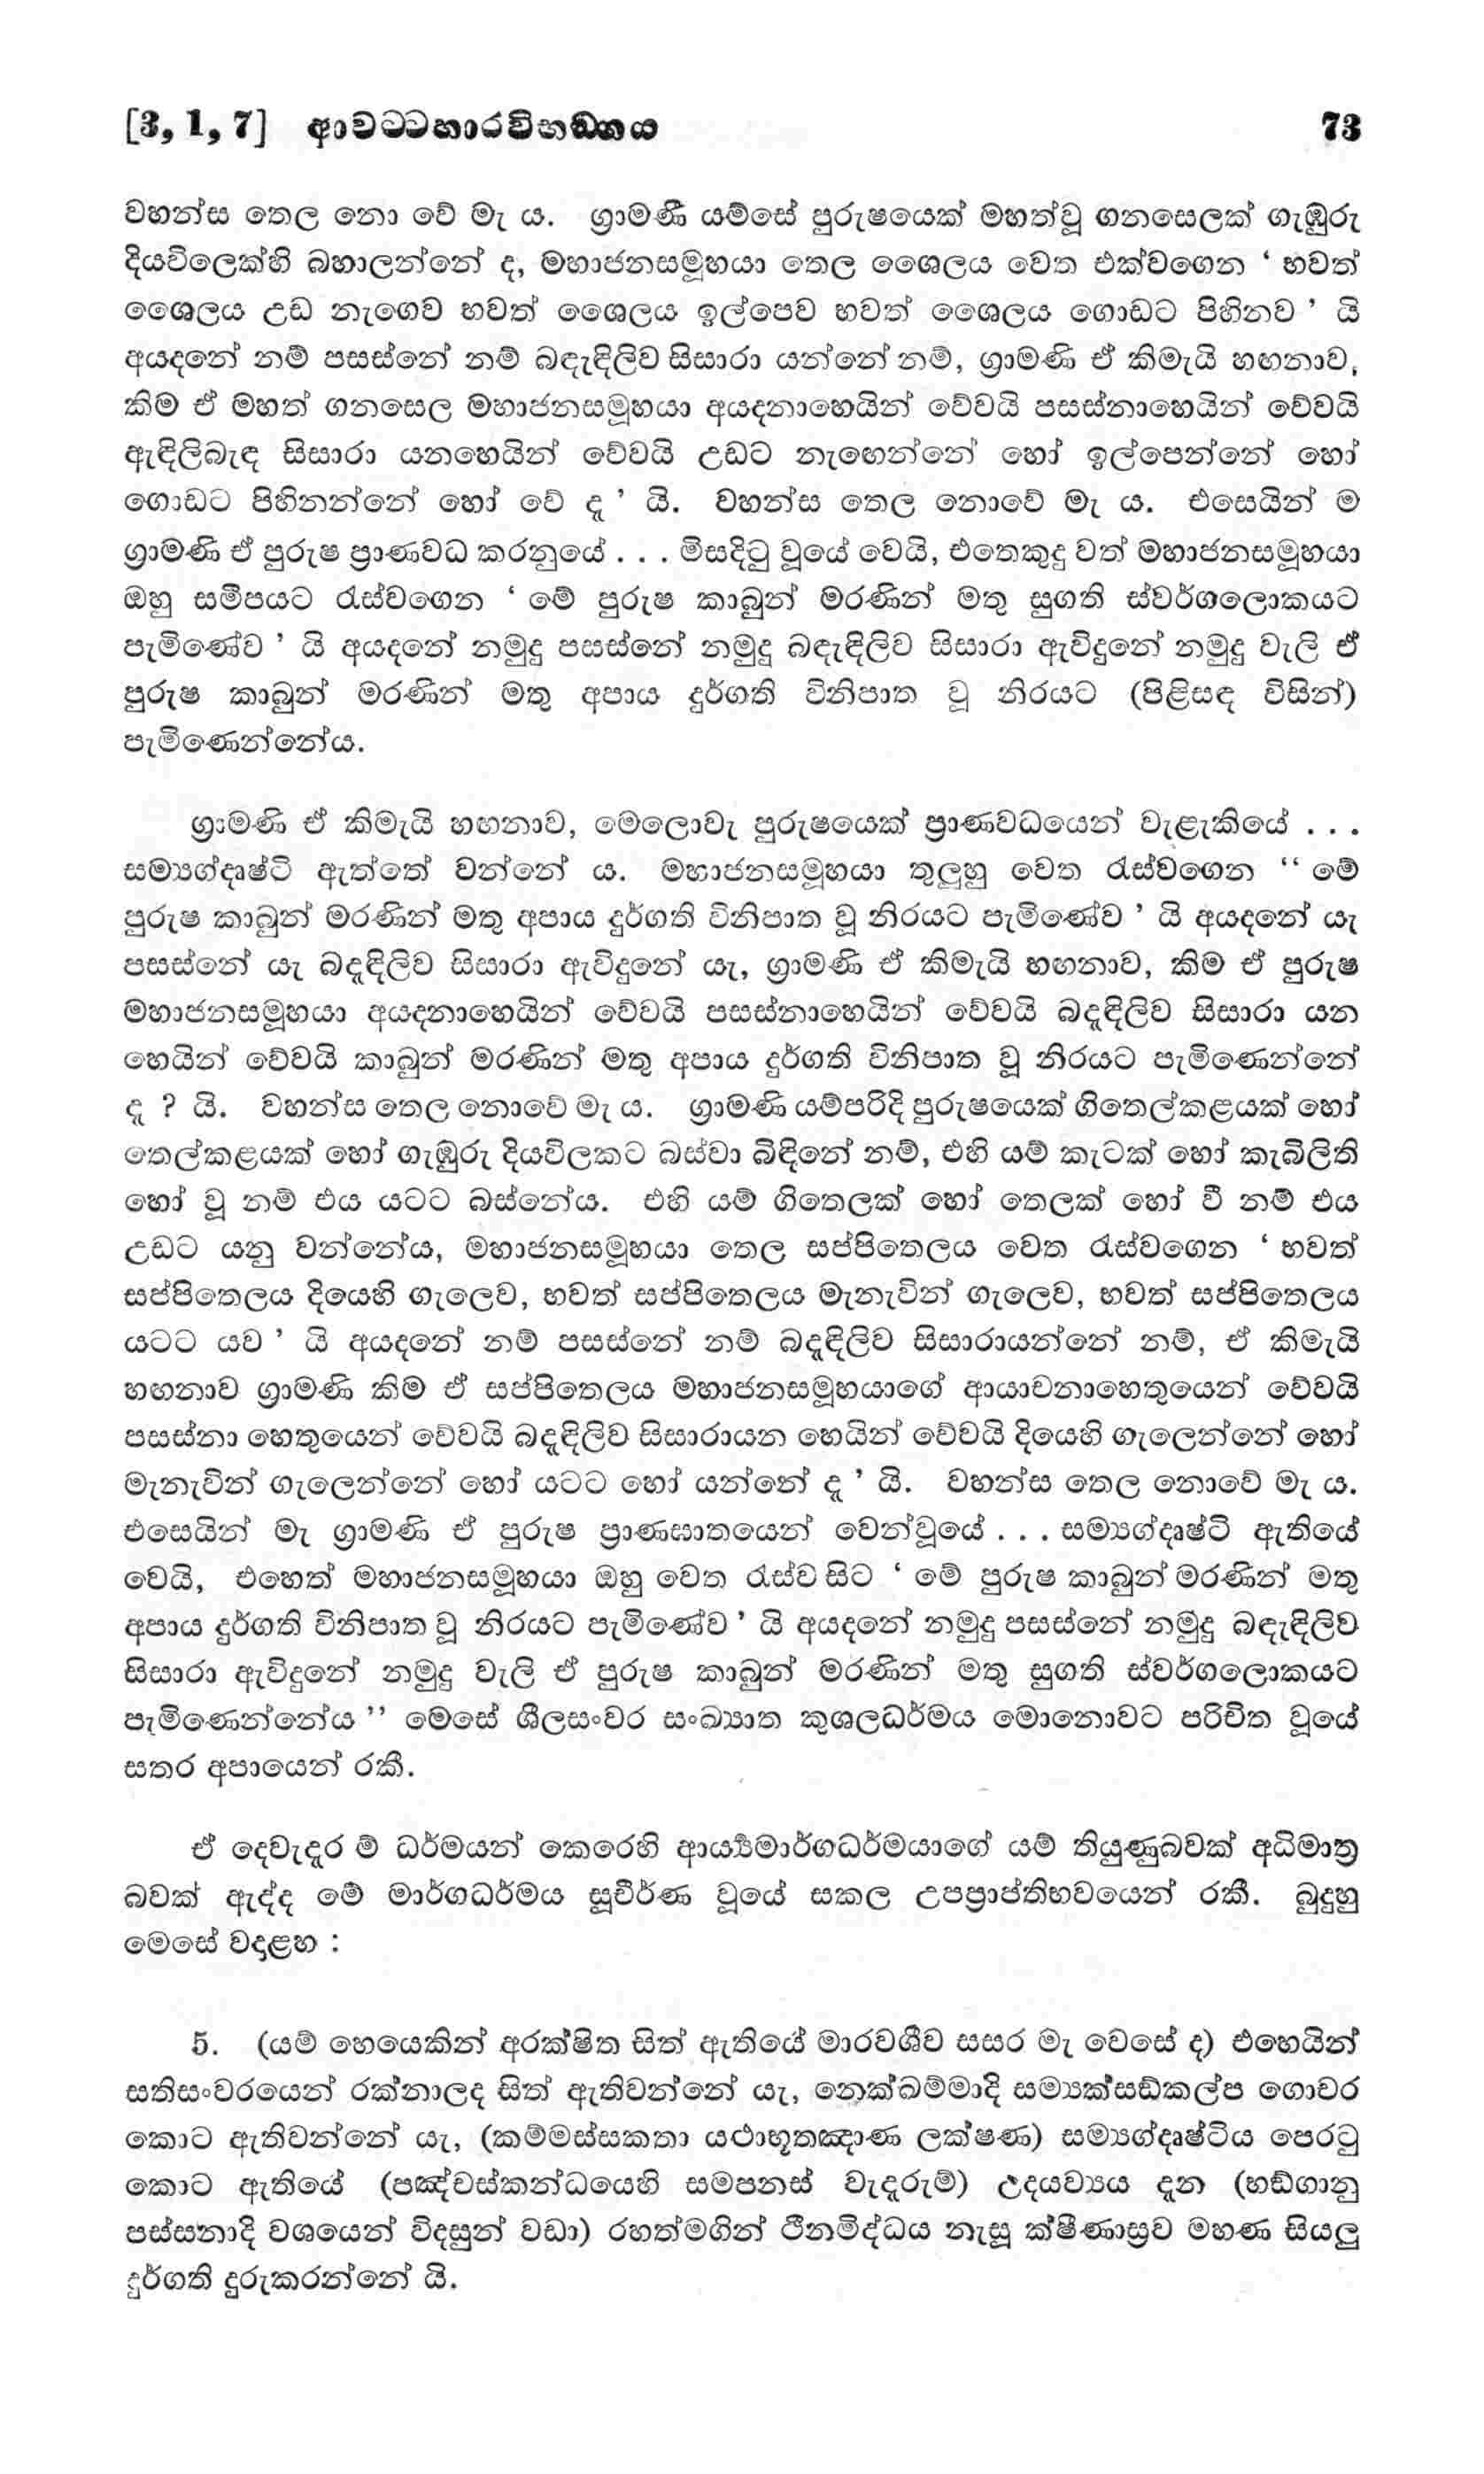 [3, 1, 7] ආවට්ටහාරවිභඞ්ගය 73
වහන්ස තෙල නො වේ මැ ය. ග්‍රාමණී යම්සේ පුරුෂයෙක් මහත්වූ ඝනසෙලක් ගැඹුරු
දියවිලෙක්හි බහාලන්නේ ද, මහාජනසමූහයා තෙල ශෛලය වෙත එක්වගෙන ‘ භවත්
ශෛලය උඩ නැගෙව භවත් ශෛලය ඉල්පෙව භවත් ශෛලය ගොඩට පිහිනව ’ යි
අයදනේ නම් පසස්නේ නම් බඳැඳිලිව සිසාරා යන්නේ නම්, ග්‍රාමණි ඒ කිමැයි හඟනාව,
කිම ඒ මහත් ගනසෙල මහාජනසමූහයා අයදනාහෙයින් වේවයි පසස්නාහෙයින් වේවයි
ඇඳිලිබැඳ සිසාරා යනහෙයින් වේවයි උඩට නැඟෙන්නේ හෝ ඉල්පෙන්නේ හෝ
ගොඩට පිහිනන්නේ හෝ වේ දැ ’ යි. වහන්ස තෙල නොවේ මැ ය. එසෙයින් ම
ග්‍රාමණි ඒ පුරුෂ ප්‍රාණවධ කරනුයේ . . . මිසදිටු වූයේ වෙයි, එතෙකුදු වත් මහාජනසමූහයා
ඔහු සමීපයට රැස්වගෙන ‘ මේ පුරුෂ කාබුන් මරණින් මතු සුගති ස්වර්ගලොකයට
පැමිණේව ’ යි අයදනේ නමුදු පසස්නේ නමුදු බඳැඳිලිව සිසාරා ඇවිදුනේ නමුදු වැලි ඒ
පුරුෂ කාබුන් මරණින් මතු අපාය දුර්ගති විනිපාත වූ නිරයට (පිළිසඳ විසින්)
පැමිණෙන්නේය.
ග්‍රාමණි ඒ කිමැයි හඟනාව, මෙලොවැ පුරුෂයෙක් ප්‍රාණවධයෙන් වැළැකියේ . . .
සම්‍යග්දෘෂ්ටි ඇත්තේ වන්නේ ය. මහාජනසමූහයා තුලූහු වෙත රැස්වගෙන ‘‘ මේ
පුරුෂ කාබුන් මරණින් මතු අපාය දුර්ගති විනිපාත වූ නිරයට පැමිණේව ’ යි අයදනේ යැ
පසස්නේ යැ බදැඳිලිව සිසාරා ඇවිදුනේ යැ, ග්‍රාමණි ඒ කිමැයි හඟනාව, කිම ඒ පුරුෂ
මහාජනසමූහයා අයදනාහෙයින් වේවයි පසස්නාහෙයින් වේවයි බදැඳිලිව සිසාරා යන
හෙයින් වේවයි කාබුන් මරණින් මතු අපාය දුර්ගති විනිපාත වූ නිරයට පැමිණෙන්නේ
දැ ? යි. වහන්ස තෙල නොවේ මැ ය. ග්‍රාමණි යම්පරිදි පුරුෂයෙක් ගිතෙල්කළයක් හෝ
තෙල්කළයක් හෝ ගැඹුරු දියවිලකට බස්වා බිඳිනේ නම්, එහි යම් කැටක් හෝ කැබිලිති
හෝ වූ නම් එය යටට බස්නේය. එහි යම් ගිතෙලක් හෝ තෙලක් හෝ වී නම් එය
උඩට යනු වන්නේය, මහාජනසමූහයා තෙල සප්පිතෙලය වෙත රැස්වගෙන ‘ භවත්
සප්පිතෙලය දියෙහි ගැලෙව, භවත් සප්පිතෙලය මැනැවින් ගැලෙව, භවත් සප්පිතෙලය
යටට යව ’ යි අයදනේ නම් පසස්නේ නම් බදැඳිලිව සිසාරායන්නේ නම්, ඒ කිමැයි
හඟනාව ග්‍රාමණි කිම ඒ සප්පිතෙලය මහාජනසමූහයාගේ ආයාචනාහෙතුයෙන් වේවයි
පසස්නා හෙතුයෙන් වේවයි බදැඳිලිව සිසාරායන හෙයින් වේවයි දියෙහි ගැලෙන්නේ හෝ
මැනැවින් ගැලෙන්නේ හෝ යටට හෝ යන්නේ දැ ’ යි. වහන්ස තෙල නොවේ මැ ය.
එසෙයින් මැ ග්‍රාමණි ඒ පුරුෂ ප්‍රාණඝාතයෙන් වෙන්වූයේ . . . සම්‍යග්දෘෂ්ටි ඇතියේ
වෙයි, එහෙත් මහාජනසමූහයා ඔහු වෙත රැස්ව සිට ‘ මේ පුරුෂ කාබුන් මරණින් මතු
අපාය දුර්ගති විනිපාත වූ නිරයට පැමිණේව ’ යි අයදනේ නමුදු පසස්නේ නමුදු බඳැඳිලිව
සිසාරා ඇවිදුනේ නමුදු වැලි ඒ පුරුෂ කාබුන් මරණින් මතු සුගති ස්වර්ගලොකයට
පැමිණෙන්නේය ’’ මෙසේ ශීලසංවර සංඛ්‍යාත කුශලධර්මය මොනොවට පරිචිත වූයේ
සතර අපායෙන් රකී.
ඒ දෙවැදෑරුම් ධර්මයන් කෙරෙහි ආර්‍ය්‍යමාර්ගධර්මයාගේ යම් තියුණුබවක් අධිමාත්‍ර
බවක් ඇද්ද මේ මාර්ගධර්මය සුචීර්ණ වූයේ සකල උපප්‍රාප්තිභවයෙන් රකී. බුදුහු
මෙසේ වදාළහ :
5. (යම් හෙයෙකින් අරක්ෂිත සිත් ඇතියේ මාරවශීව සසර මැ වෙසේ ද) එහෙයින්
සතිසංවරයෙන් රක්නාලද සිත් ඇතිවන්නේ යැ, නෙක්ඛම්මාදි සම්‍යක්සඞ්කල්ප ගොචර
කොට ඇතිවන්නේ යැ, (කම්මස්සකතා යථාභූතඤාණ ලක්ෂණ) සම්‍යග්දෘෂ්ටිය පෙරටු
කොට ඇතියේ (පඤ්චස්කන්ධයෙහි සමපනස් වැදෑරුම්) උදයව්‍යය දැන (භඞ්ගානු
පස්සනාදි වශයෙන් විදසුන් වඩා) රහත්මගින් ථීනමිද්ධය නැසූ ක්ෂීණාස්‍රව මහණ සියලු
දුර්ගති දුරුකරන්නේ යි.